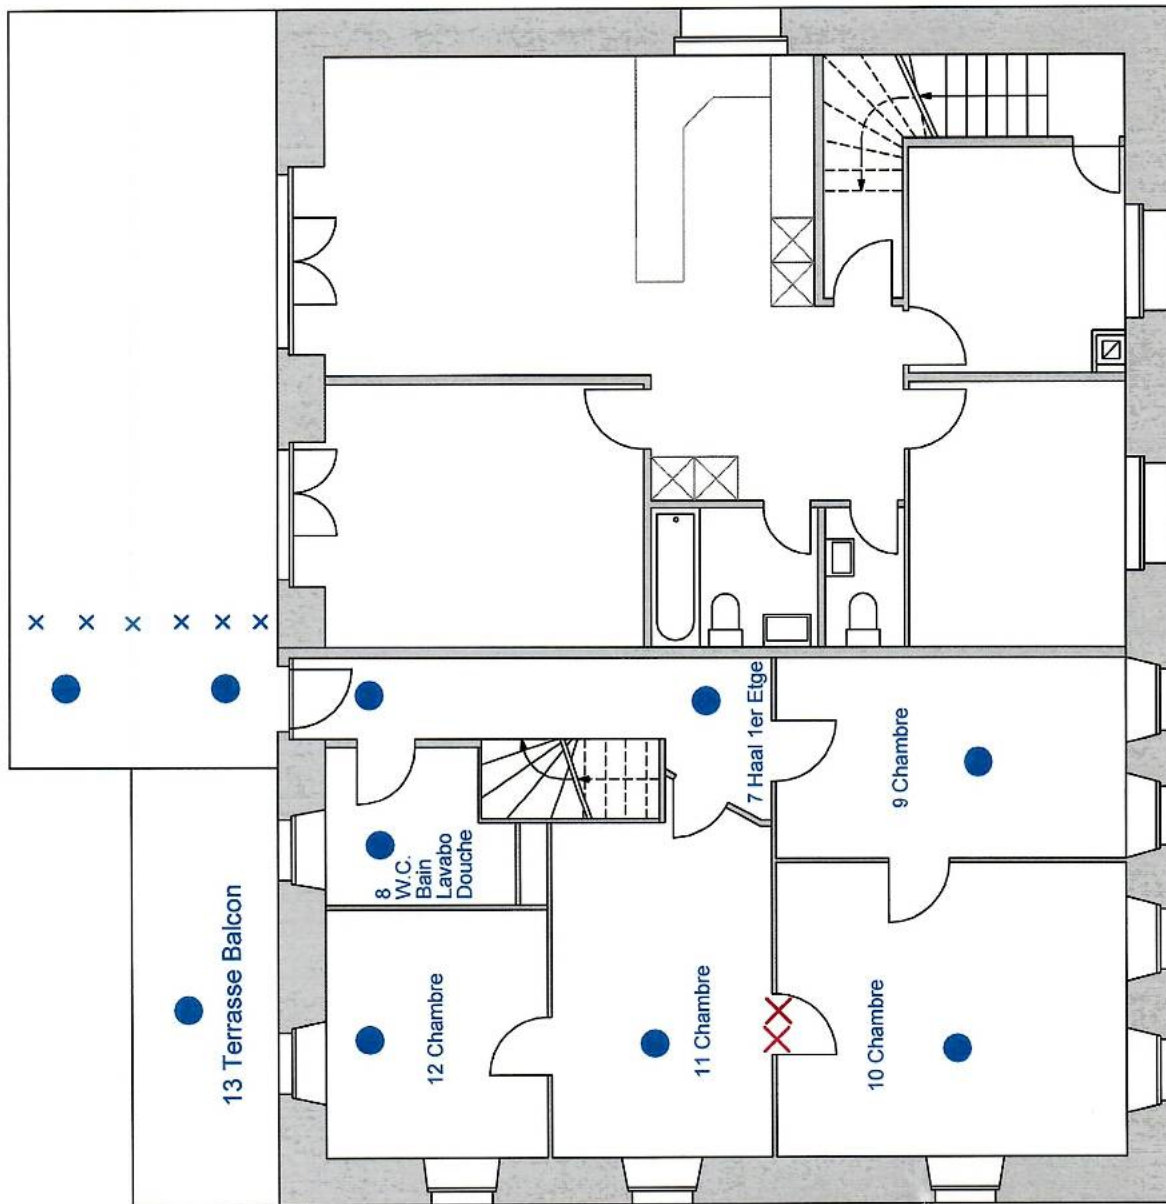 7 Haal 1er Etge
8
W.C.
Bain
Lavabo
Douche
9 Chambre
10 Chambre
11 Chambre
12 Chambre
13 Terrasse Balcon